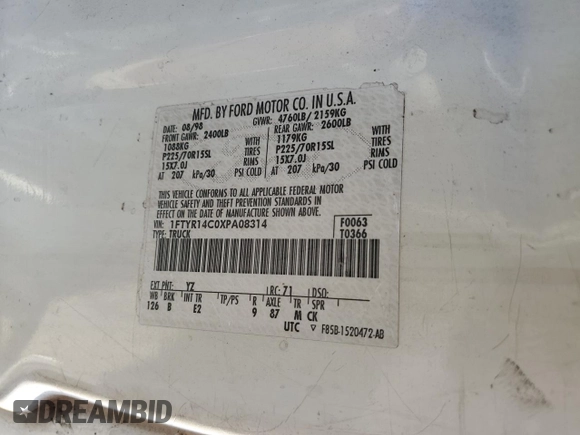 MFD. BY FORD MOTOR CO. IN U.S.A.
DATE: 08/98 GVWR: 4760LB/ 2159KG
FRONT GAWR: 2400LB REAR GAWR: 2600LB
1088KG WITH 1179KG WITH
P225/70R15SL TIRES P225/70R15SL TIRES
15X7.0J RIMS 15X7.0J RIMS
AT 207 kPa/30 PSI COLD AT 207 kPa/30 PSI COLD
THIS VEHICLE CONFORMS TO ALL APPLICABLE FEDERAL MOTOR
VEHICLE SAFETY AND THEFT PREVENTION STANDARDS IN EFFECT ON THE
DATE OF MANUFACTURE SHOWN ABOVE.
VIN: 1FTYR14C0XPA08314 F0063
TYPE: TRUCK T0366
EXT PNT: YZ RC: 71 DSO:
WB BRK INT TR TP/PS R AXLE TR SPR
126 B E2 9 87 M CK
UTC ▽ F85B-1520472-AB
DREAMBID